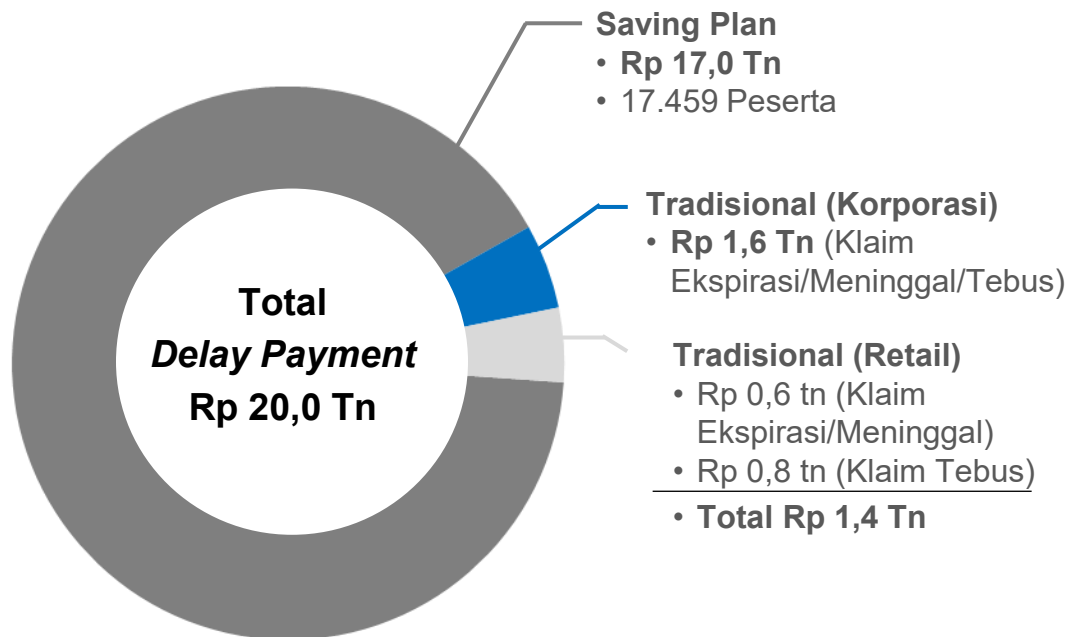 Saving Plan
• Rp 17,0 Tn
• 17.459 Peserta
Tradisional (Korporasi)
• Rp 1,6 Tn (Klaim
Ekspirasi/Meninggal/Tebus)
Total
Delay Payment
Rp 20,0 Tn
Tradisional (Retail)
• Rp 0,6 tn (Klaim
Ekspirasi/Meninggal)
• Rp 0,8 tn (Klaim Tebus)
• Total Rp 1,4 Tn